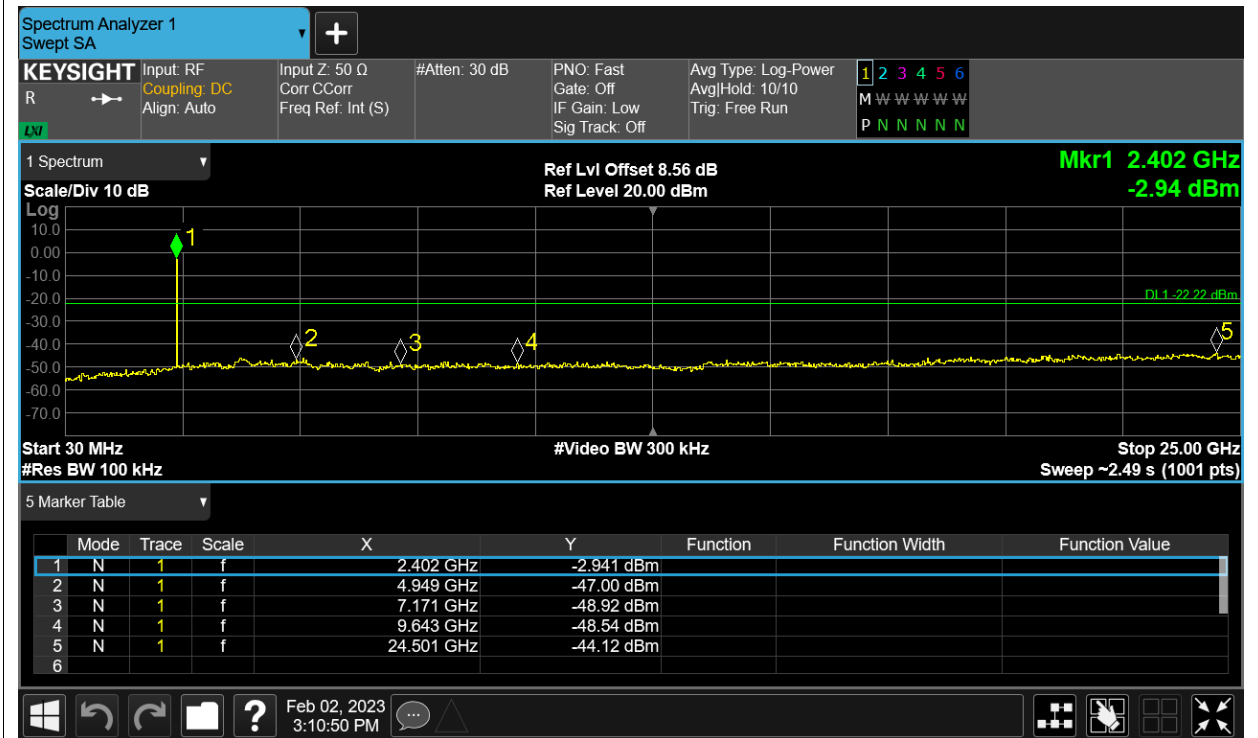 Spectrum Analyzer 1
Swept SA
+
KEYSIGHT
R
LXI
Input: RF
Coupling: DC
Align: Auto
Input Z: 50 Ω
Corr CCorr
Freq Ref: Int (S)
#Atten: 30 dB
PNO: Fast
Gate: Off
IF Gain: Low
Sig Track: Off
Avg Type: Log-Power
Avg|Hold: 10/10
Trig: Free Run
1 2 3 4 5 6
M W W W W W
P N N N N N
1 Spectrum
Scale/Div 10 dB
Ref Lvl Offset 8.56 dB
Ref Level 20.00 dBm
Mkr1 2.402 GHz
-2.94 dBm
Log
10.0
0.00
-10.0
-20.0
-30.0
-40.0
-50.0
-60.0
-70.0
1
2
3
4
5
DL1 -22.22 dBm
Start 30 MHz
#Video BW 300 kHz
Stop 25.00 GHz
#Res BW 100 kHz
Sweep ~2.49 s (1001 pts)
5 Marker Table
Mode Trace Scale X Y Function Function Width Function Value
1 N 1 f 2.402 GHz -2.941 dBm
2 N 1 f 4.949 GHz -47.00 dBm
3 N 1 f 7.171 GHz -48.92 dBm
4 N 1 f 9.643 GHz -48.54 dBm
5 N 1 f 24.501 GHz -44.12 dBm
6
?
Feb 02, 2023
3:10:50 PM